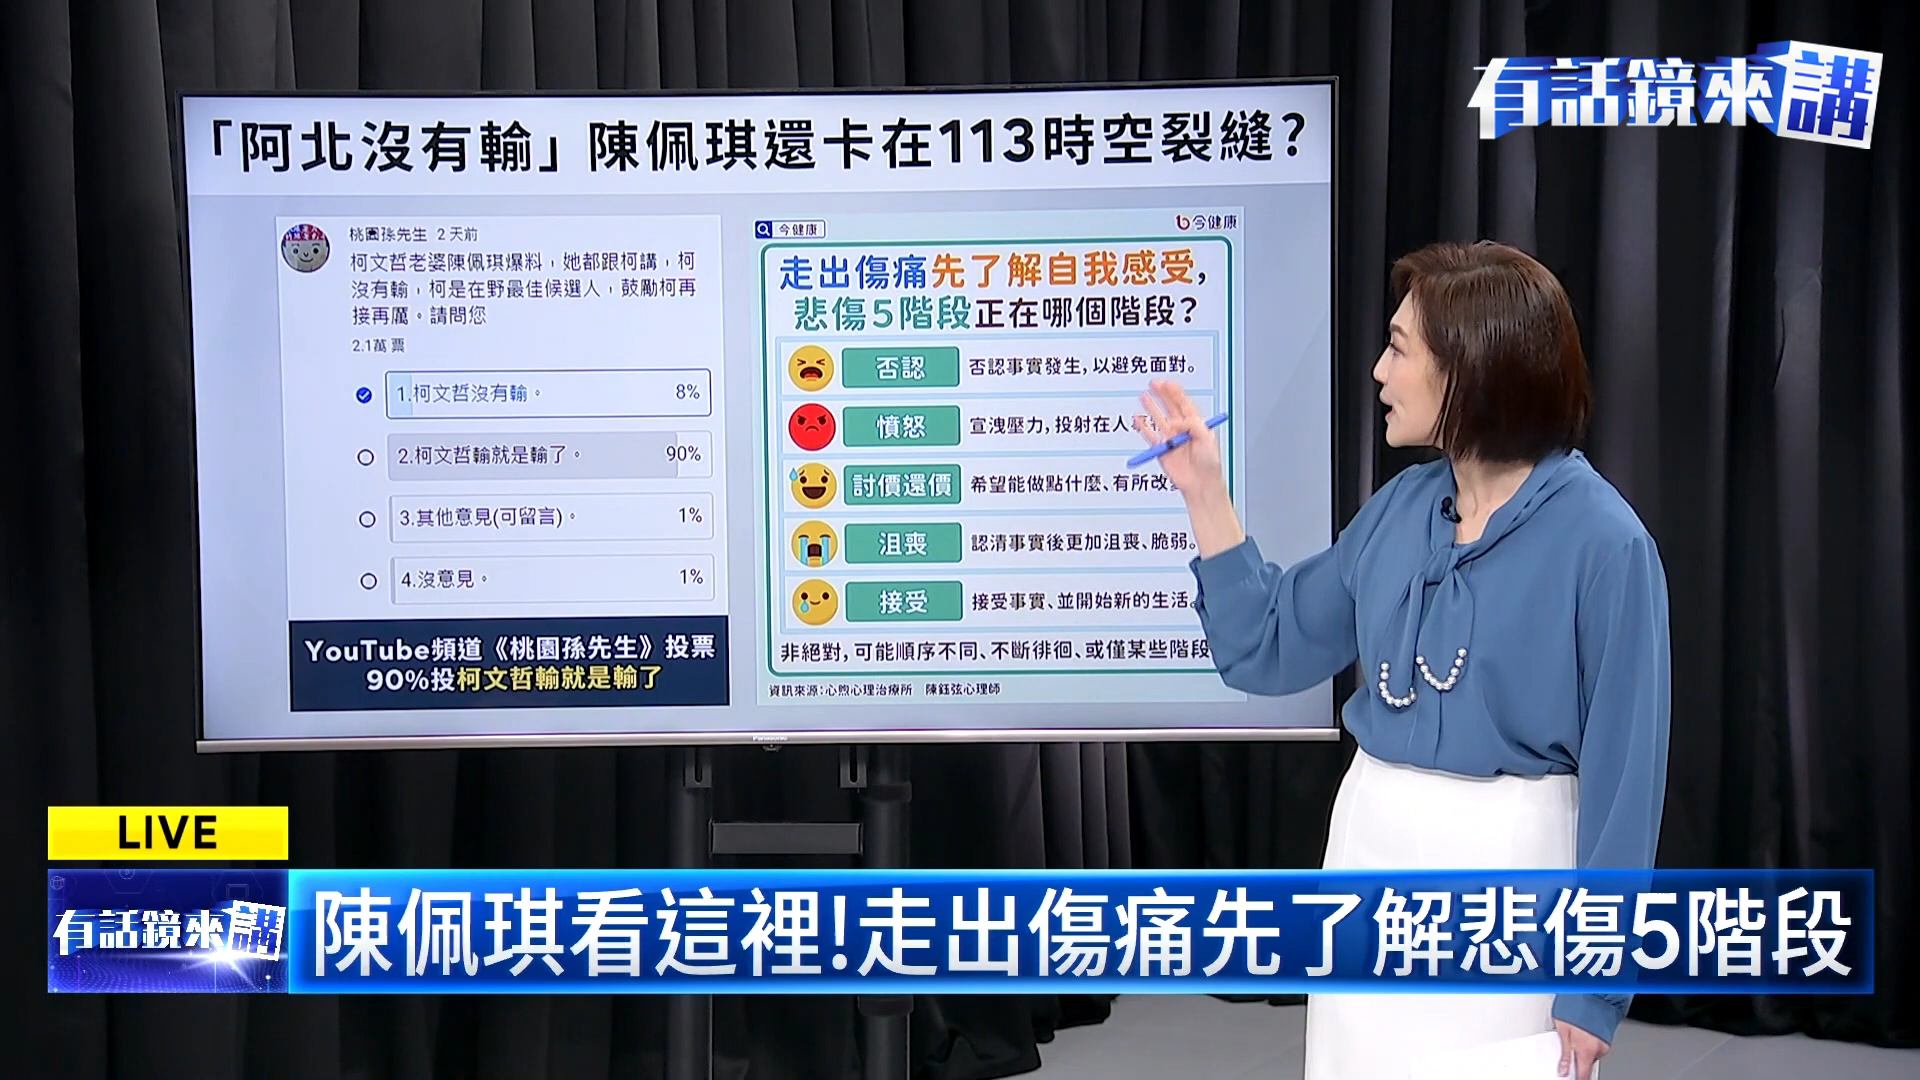 有話鏡來講
「阿北沒有輸」陳佩琪還卡在113時空裂縫?
桃園孫先生 2 天前
柯文哲老婆陳佩琪爆料，她都跟柯講，柯
沒有輸，柯是在野最佳候選人，鼓勵柯再
接再厲。請問您
2.1萬 票
1.柯文哲沒有輸。 8%
2.柯文哲輸就是輸了。 90%
3.其他意見(可留言)。 1%
4.沒意見。 1%
YouTube頻道《桃園孫先生》投票
90%投柯文哲輸就是輸了
今健康
今健康
走出傷痛先了解自我感受,
悲傷5階段正在哪個階段?
否認 否認事實發生,以避免面對。
憤怒 宣洩壓力,投射在人事
討價還價 希望能做點什麼、有所改
沮喪 認清事實後更加沮喪、脆弱。
接受 接受事實、並開始新的生活。
非絕對,可能順序不同、不斷徘徊、或僅某些階段
資訊來源:心煦心理治療所 陳鈺弦心理師
Panasonic
LIVE
有話鏡來講
陳佩琪看這裡!走出傷痛先了解悲傷5階段